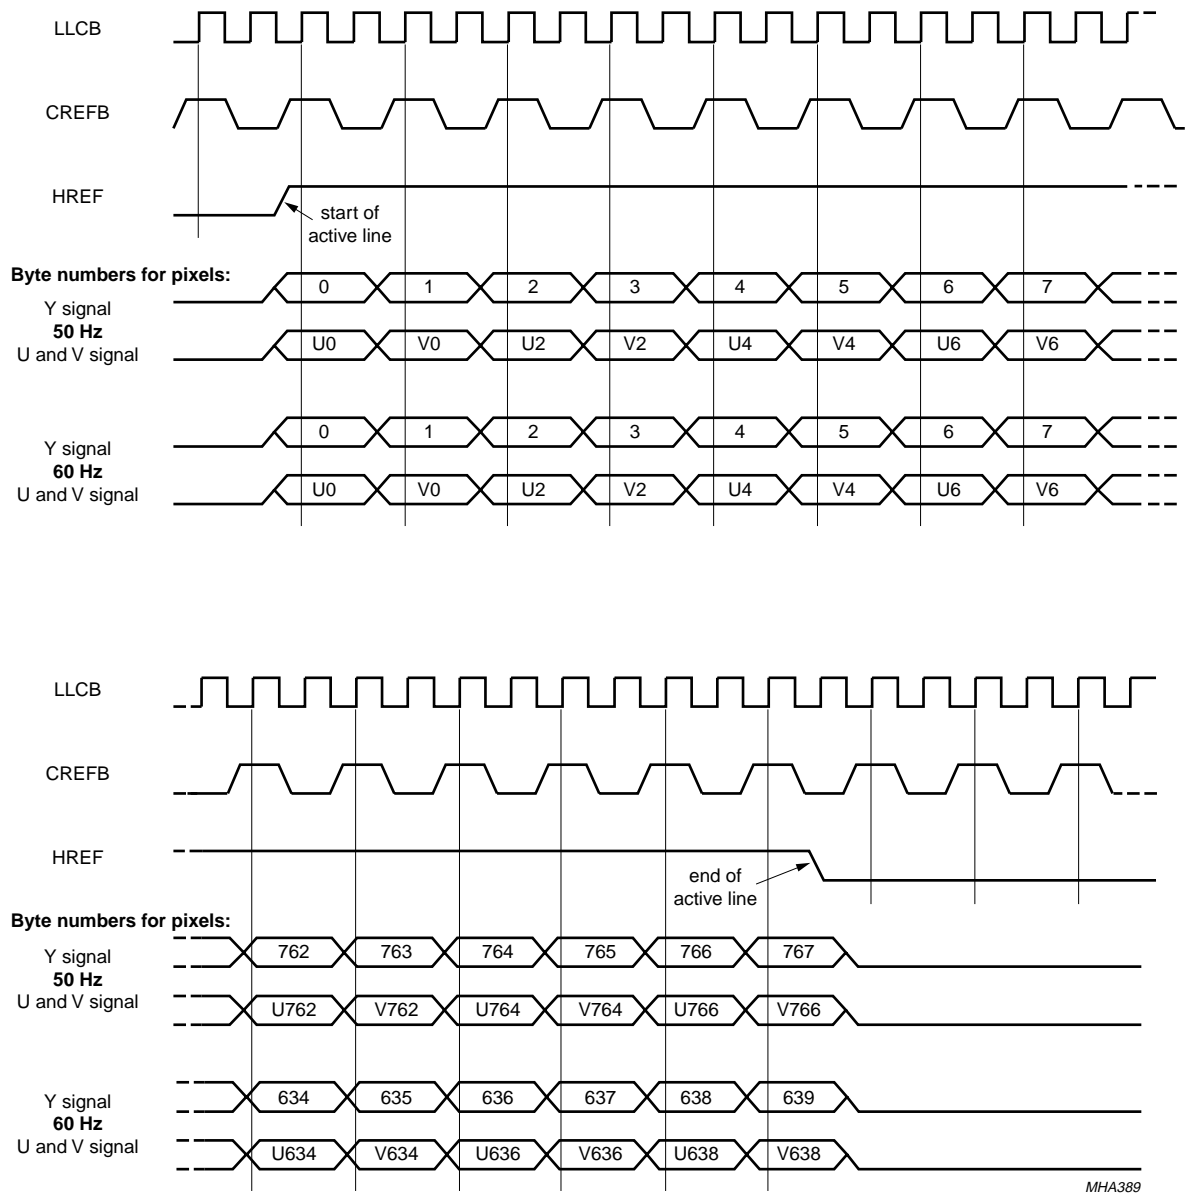 LLCB
CREFB
HREF
start of
active line
Byte numbers for pixels:
Y signal
50 Hz
U and V signal
0 1 2 3 4 5 6 7
U0 V0 U2 V2 U4 V4 U6 V6
Y signal
60 Hz
U and V signal
0 1 2 3 4 5 6 7
U0 V0 U2 V2 U4 V4 U6 V6
LLCB
CREFB
HREF
end of
active line
Byte numbers for pixels:
Y signal
50 Hz
U and V signal
762 763 764 765 766 767
U762 V762 U764 V764 U766 V766
Y signal
60 Hz
U and V signal
634 635 636 637 638 639
U634 V634 U636 V636 U638 V638
MHA389